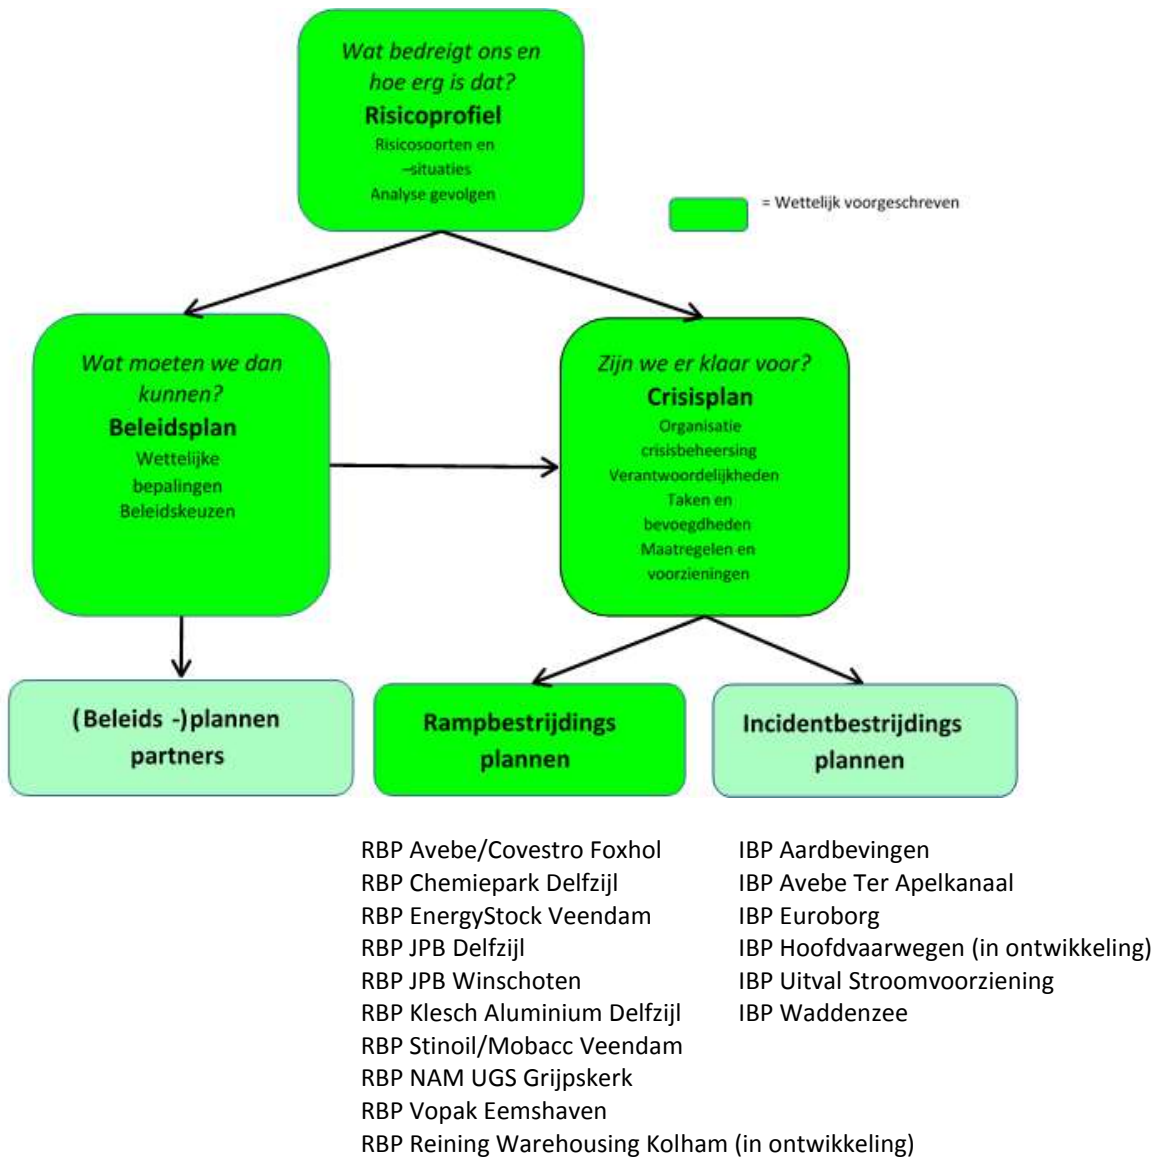 Wat bedreigt ons en
hoe erg is dat?
Risicoprofiel
Risicosoorten en
–situaties
Analyse gevolgen
= Wettelijk voorgeschreven
Wat moeten we dan
kunnen?
Beleidsplan
Wettelijke
bepalingen
Beleidskeuzen
Zijn we er klaar voor?
Crisisplan
Organisatie
crisisbeheersing
Verantwoordelijkheden
Taken en
bevoegdheden
Maatregelen en
voorzieningen
(Beleids -)plannen
partners
Rampbestrijdings
plannen
Incidentbestrijdings
plannen
RBP Avebe/Covestro Foxhol
RBP Chemiepark Delfzijl
RBP EnergyStock Veendam
RBP JPB Delfzijl
RBP JPB Winschoten
RBP Klesch Aluminium Delfzijl
RBP Stinoil/Mobacc Veendam
RBP NAM UGS Grijpskerk
RBP Vopak Eemshaven
RBP Reining Warehousing Kolham (in ontwikkeling)
IBP Aardbevingen
IBP Avebe Ter Apelkanaal
IBP Euroborg
IBP Hoofdvaarwegen (in ontwikkeling)
IBP Uitval Stroomvoorziening
IBP Waddenzee